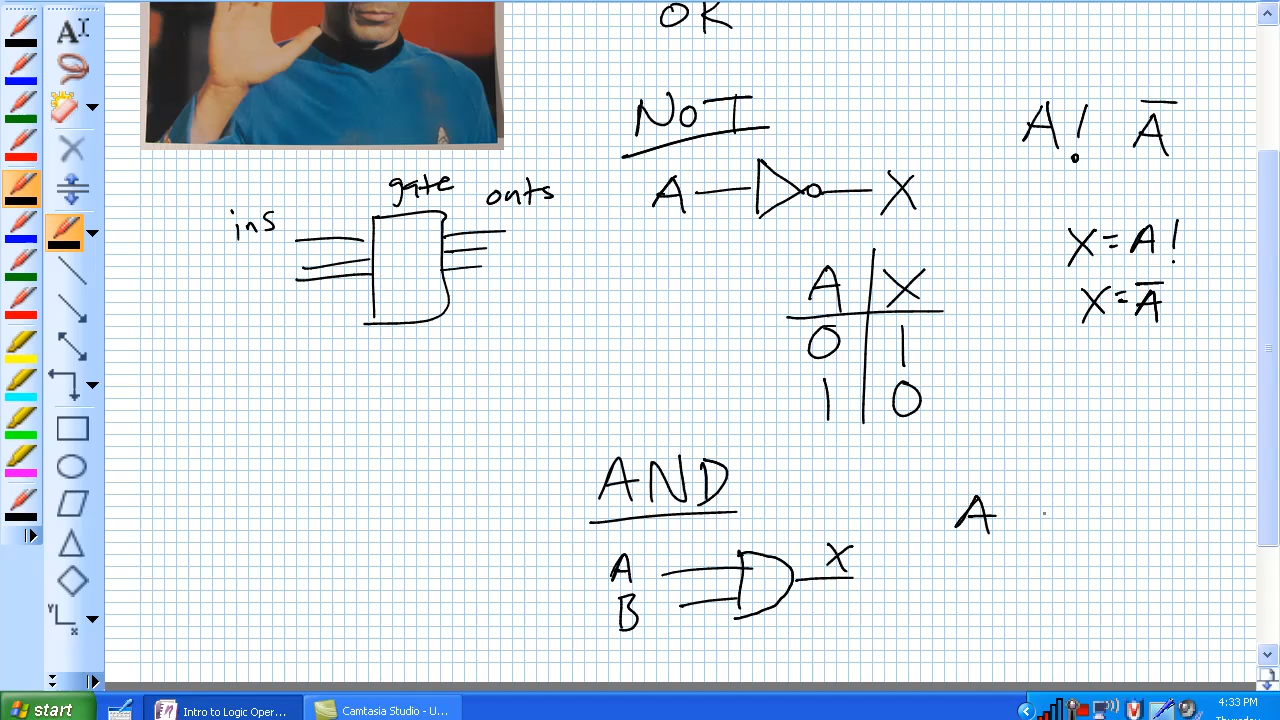 OK
NOT
A! A̅
gate
outs
ins
A X
X=A!
X=A̅
A X
0 1
1 0
AND
A
A X
B
start
Intro to Logic Oper...
Camtasia Studio - U...
4:33 PM